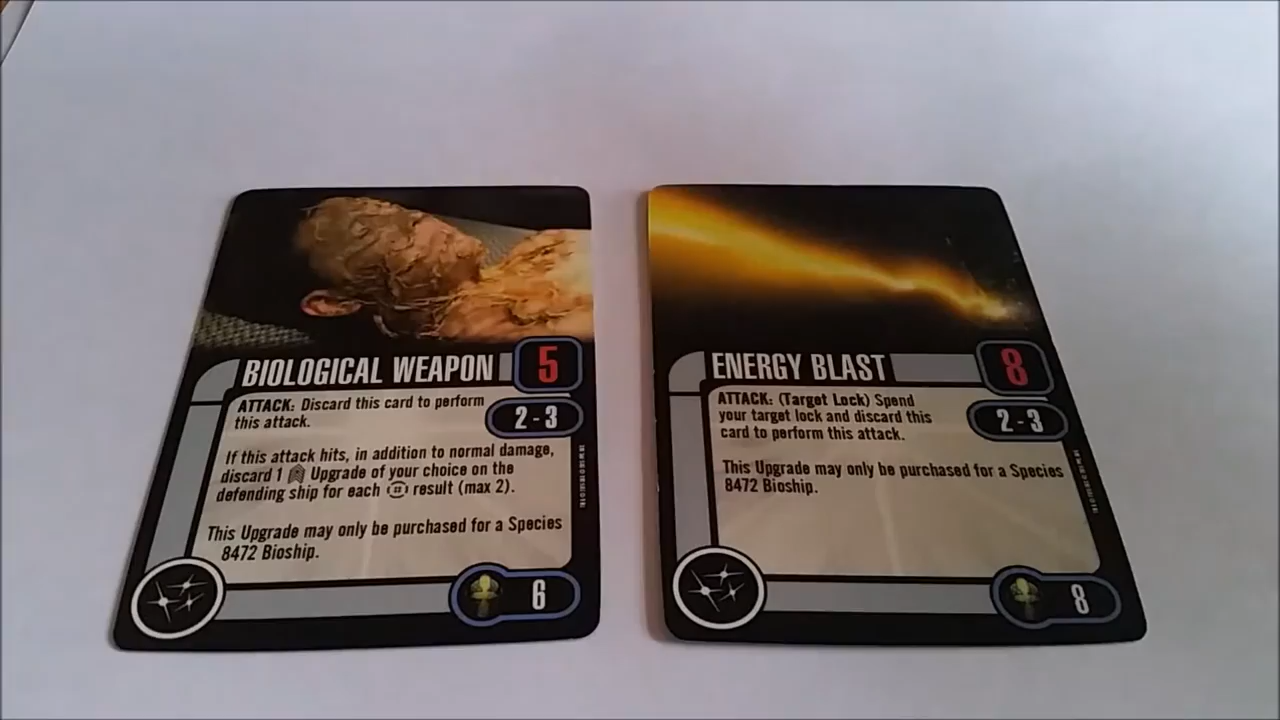 BIOLOGICAL WEAPON
5
ATTACK: Discard this card to perform
this attack.
2 - 3
If this attack hits, in addition to normal damage,
discard 1 Upgrade of your choice on the
defending ship for each result (max 2).
This Upgrade may only be purchased for a Species
8472 Bioship.
6
ENERGY BLAST
8
ATTACK: (Target Lock) Spend
your target lock and discard this
card to perform this attack.
2 - 3
This Upgrade may only be purchased for a Species
8472 Bioship.
8